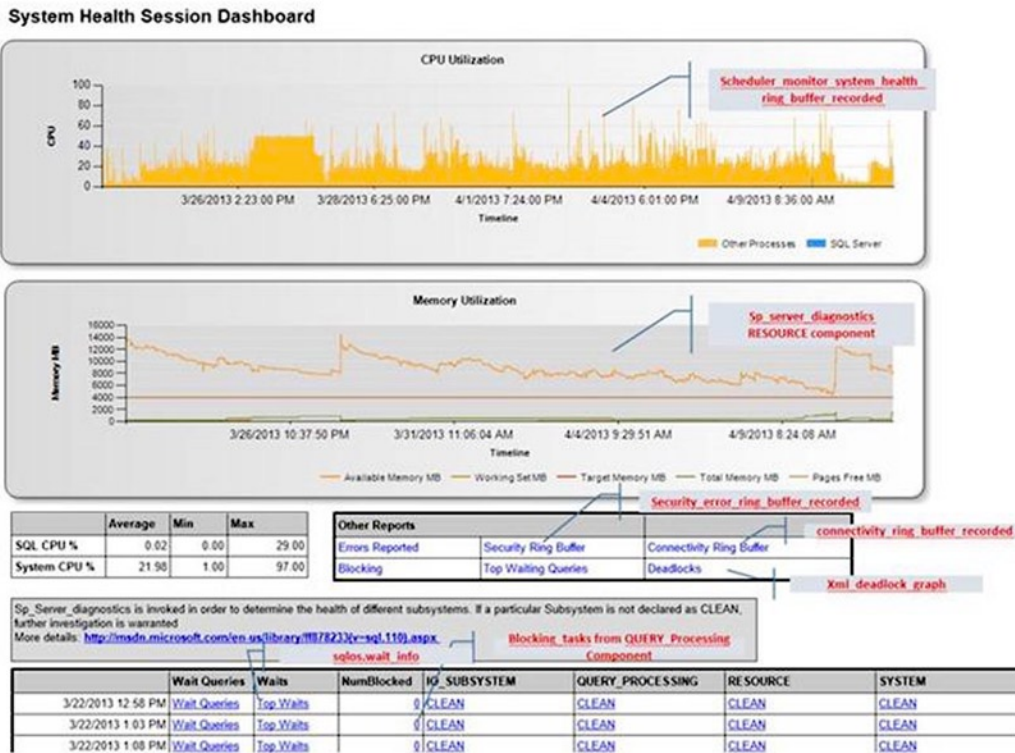 System Health Session Dashboard
CPU Utilization
Scheduler_monitor_system_health
ring_buffer_recorded
100
80
60
40
20
0
CPU
3/26/2013 2:23:00 PM 3/28/2013 6:25:00 PM 4/1/2013 7:24:00 PM 4/4/2013 6:01:00 PM 4/9/2013 8:36:00 AM
Timeline
Other Processes SQL Server
Memory Utilization
Sp_server_diagnostics
RESOURCE component
16000
14000
12000
10000
8000
6000
4000
2000
0
Memory MB
3/26/2013 10:37:50 PM 3/31/2013 11:06:04 AM 4/4/2013 9:29:51 AM 4/9/2013 8:24:08 AM
Timeline
Available Memory MB Working Set MB Target Memory MB Total Memory MB Pages Free MB
Security_error_ring_buffer_recorded
Average Min Max
SQL CPU % 0.02 0.00 29.00
System CPU % 21.98 1.00 97.00
Other Reports
connectivity_ring_buffer_recorded
Errors Reported Security Ring Buffer Connectivity Ring Buffer
Blocking Top Waiting Queries Deadlocks
Xml_deadlock_graph
Sp_Server_diagnostics is invoked in order to determine the health of different subsystems. If a particular Subsystem is not declared as CLEAN,
further investigation is warranted
More details: http://msdn.microsoft.com/en-us/library/ff878233(v=sql.110).aspx
sqlos.wait_info
Blocking_tasks from QUERY_Processing
Component
Wait Queries Waits NumBlocked IO_SUBSYSTEM QUERY_PROCESSING RESOURCE SYSTEM
3/22/2013 12:58 PM Wait Queries Top Waits 0 CLEAN CLEAN CLEAN CLEAN
3/22/2013 1:03 PM Wait Queries Top Waits 0 CLEAN CLEAN CLEAN CLEAN
3/22/2013 1:08 PM Wait Queries Top Waits 0 CLEAN CLEAN CLEAN CLEAN